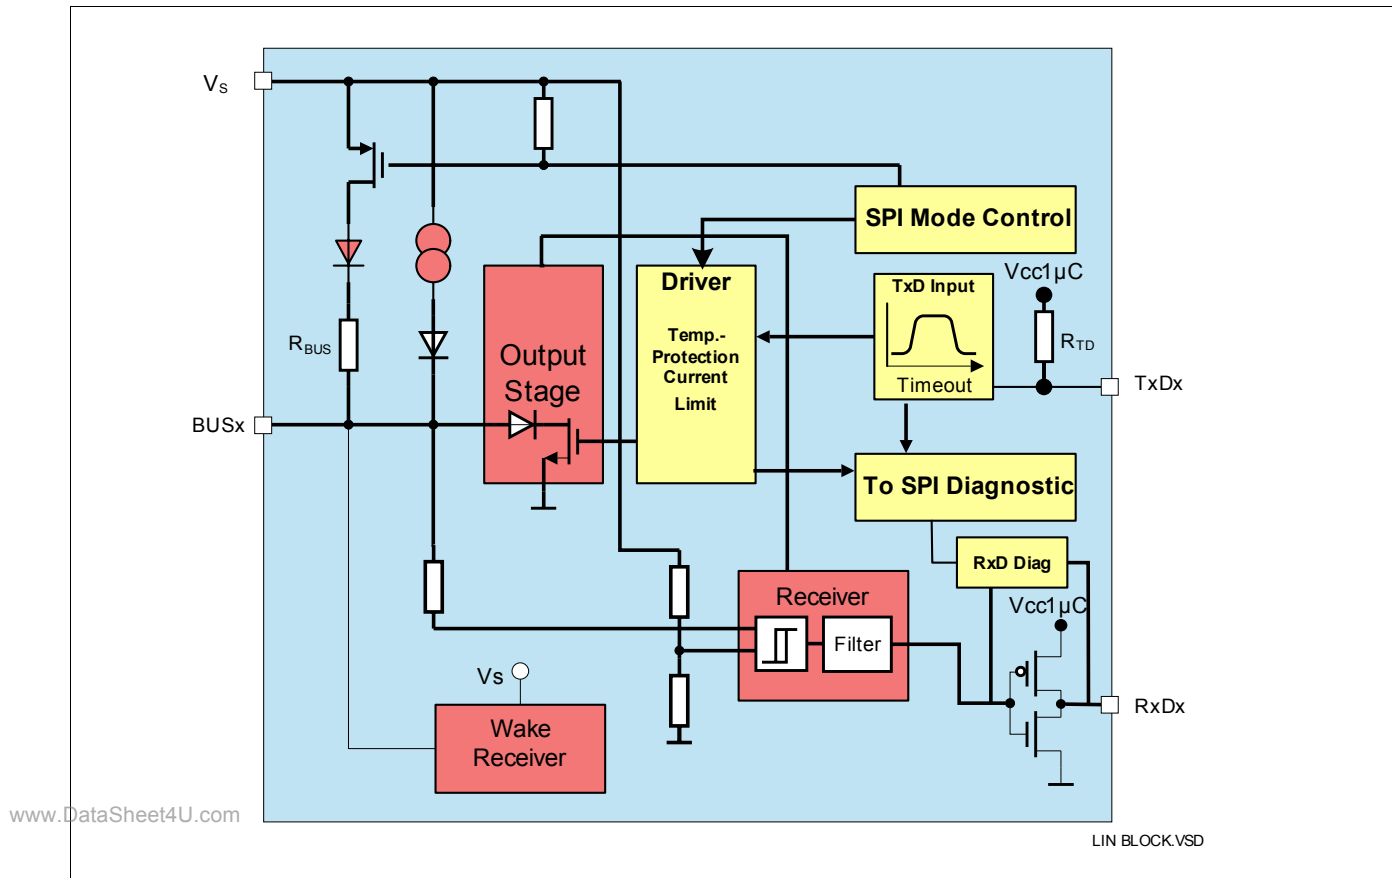 VS
SPI Mode Control
Vcc1µC
Driver
TxD Input
Temp.-
Protection
Current
Limit
RBUS
Output
Stage
RTD
Timeout
TxDx
BUSx
To SPI Diagnostic
RxD Diag
Receiver
Vcc1µC
Filter
Vs
RxDx
Wake
Receiver
www.DataSheet4U.com
LIN BLOCK.VSD